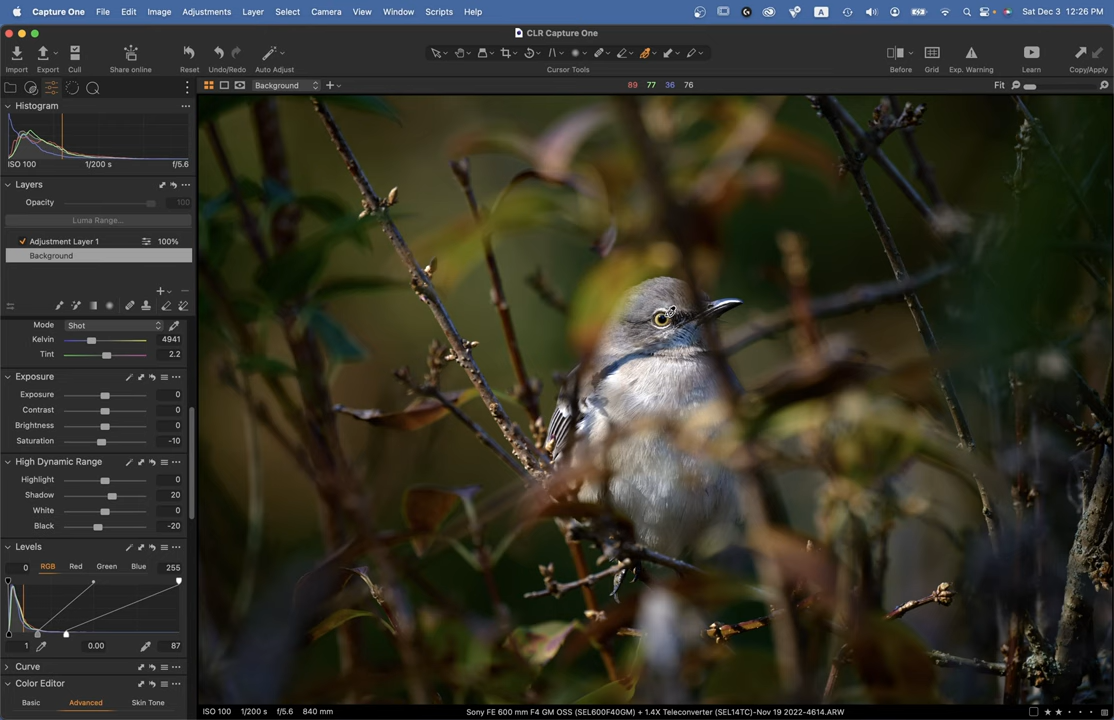 Capture One File Edit Image Adjustments Layer Select Camera View Window Scripts Help A Sat Dec 3 12:26 PM
CLR Capture One
Import Export Cull Share online Reset Undo/Redo Auto Adjust Cursor Tools Before Grid Exp. Warning Learn Copy/Apply
Background 89 77 36 76 Fit
Histogram
ISO 100 1/200 s f/5.6
Layers
Opacity 100
Luma Range...
Adjustment Layer 1 100%
Background
Mode Shot
Kelvin 4941
Tint 2.2
Exposure
Exposure 0
Contrast 0
Brightness 0
Saturation -10
High Dynamic Range
Highlight 0
Shadow 20
White 0
Black -20
Levels
0 RGB Red Green Blue 255
1 0.00 87
Curve
Color Editor
Basic Advanced Skin Tone
ISO 100 1/200 s f/5.6 840 mm Sony FE 600 mm F4 GM OSS (SEL600F40GM) + 1.4X Teleconverter (SEL14TC)-Nov 19 2022-4614.ARW